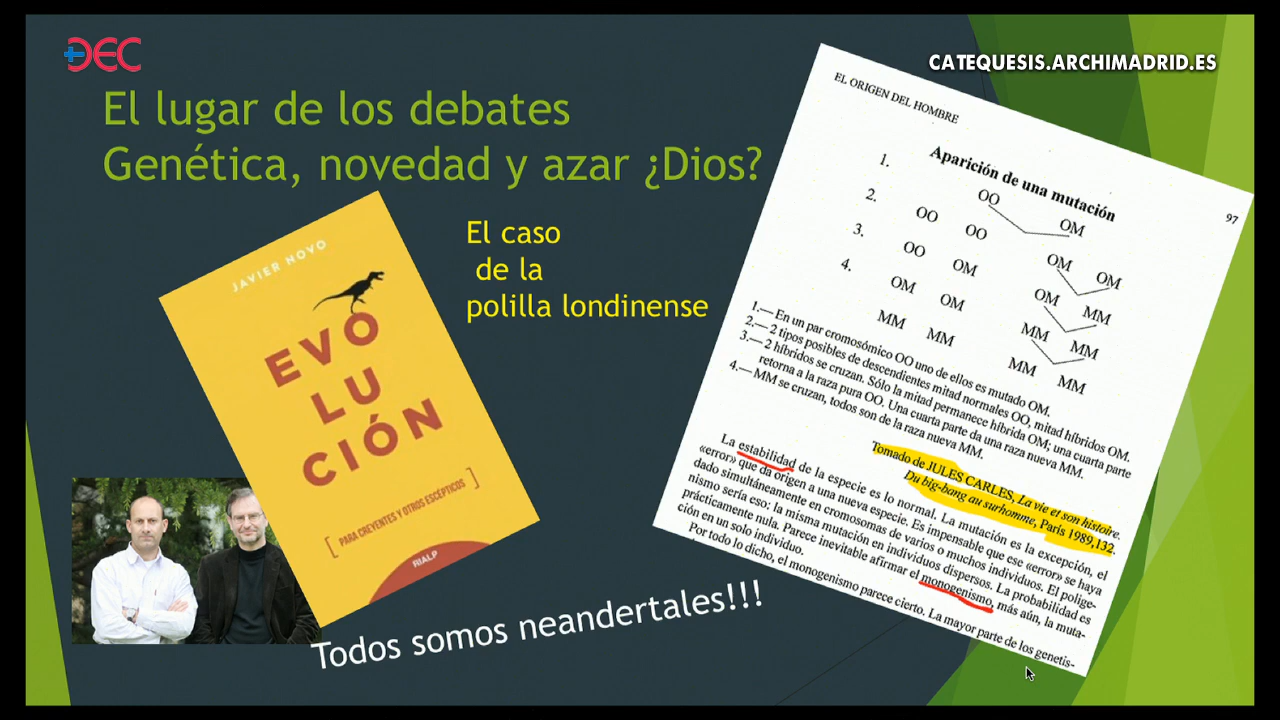 DEC
CATEQUESIS.ARCHIMADRID.ES
El lugar de los debates
Genética, novedad y azar ¿Dios?
El caso
de la
polilla londinense
JAVIER NOVO
EVO
LU
CIÓN
[PARA CREYENTES Y OTROS ESCÉPTICOS]
RIALP
Todos somos neandertales!!!
EL ORIGEN DEL HOMBRE
97
Aparición de una mutación
1. OO OM
2. OO OO OM OM
3. OO OM OM MM
4. OM OM MM MM
MM MM MM MM
1.— En un par cromosómico OO uno de ellos es mutado OM.
2.— 2 tipos posibles de descendientes mitad normales OO, mitad híbridos OM.
3.— 2 híbridos se cruzan. Sólo la mitad permanece híbrida OM; una cuarta parte
retorna a la raza pura OO. Una cuarta parte da una raza nueva MM.
4.— MM se cruzan, todos son de la raza nueva MM.
Tomado de JULES CARLES, La vie et son histoire.
Du big-bang au surhomme, París 1989,132.
La estabilidad de la especie es lo normal. La mutación es la excepción, el
«error» que da origen a una nueva especie. Es impensable que ese «error» se haya
dado simultáneamente en cromosomas de varios o muchos individuos. El polige-
nismo sería eso: la misma mutación en individuos dispersos. La probabilidad es
prácticamente nula. Parece inevitable afirmar el monogenismo, más aún, la muta-
ción en un solo individuo.
Por todo lo dicho, el monogenismo parece cierto. La mayor parte de los genetis-